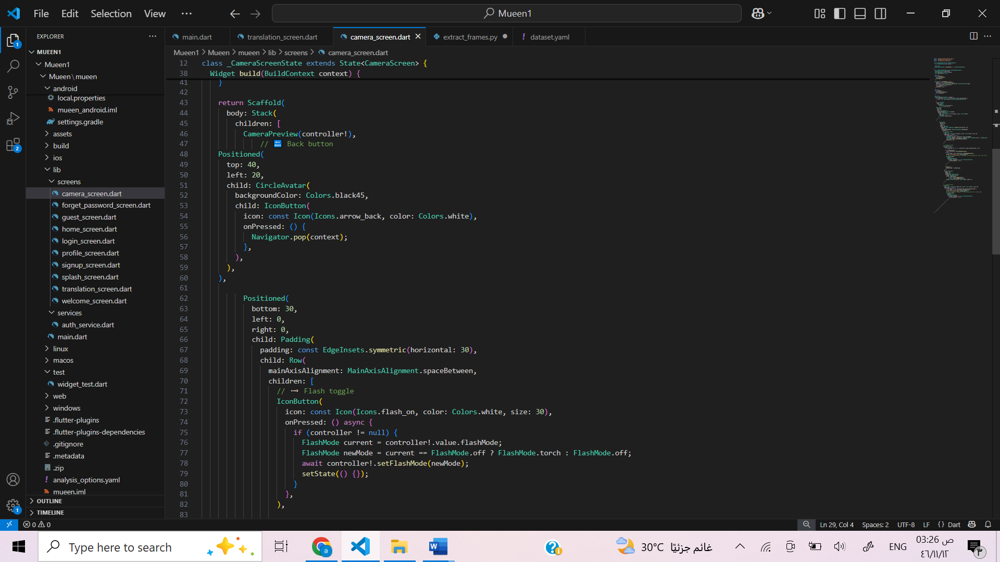 File Edit Selection View ···
Mueen1
EXPLORER ···
MUEEN1
Mueen1
Mueen\mueen
android
local.properties
mueen_android.iml
settings.gradle
assets
build
ios
lib
screens
camera_screen.dart
forget_password_screen.dart
guest_screen.dart
home_screen.dart
login_screen.dart
profile_screen.dart
signup_screen.dart
splash_screen.dart
translation_screen.dart
welcome_screen.dart
services
auth_service.dart
main.dart
linux
macos
test
widget_test.dart
web
windows
.flutter-plugins
.flutter-plugins-dependencies
.gitignore
.metadata
.zip
analysis_options.yaml
mueen.iml
OUTLINE
TIMELINE
1
2
1
main.dart translation_screen.dart camera_screen.dart extract_frames.py ! dataset.yaml
Mueen1 > Mueen > mueen > lib > screens > camera_screen.dart
12 class _CameraScreenState extends State<CameraScreen> {
38 Widget build(BuildContext context) {
41 }
42
43 return Scaffold(
44 body: Stack(
45 children: [
46 CameraPreview(controller!),
47 // 🔙 Back button
48 Positioned(
49 top: 40,
50 left: 20,
51 child: CircleAvatar(
52 backgroundColor: Colors.black45,
53 child: IconButton(
54 icon: const Icon(Icons.arrow_back, color: Colors.white),
55 onPressed: () {
56 Navigator.pop(context);
57 },
58 ),
59 ),
60 ),
61
62 Positioned(
63 bottom: 30,
64 left: 0,
65 right: 0,
66 child: Padding(
67 padding: const EdgeInsets.symmetric(horizontal: 30),
68 child: Row(
69 mainAxisAlignment: MainAxisAlignment.spaceBetween,
70 children: [
71 // 🔦 Flash toggle
72 IconButton(
73 icon: const Icon(Icons.flash_on, color: Colors.white, size: 30),
74 onPressed: () async {
75 if (controller != null) {
76 FlashMode current = controller!.value.flashMode;
77 FlashMode newMode = current == FlashMode.off ? FlashMode.torch : FlashMode.off;
78 await controller!.setFlashMode(newMode);
79 setState(() {});
80 }
81 },
82 ),
83
0 0 Ln 29, Col 4 Spaces: 2 UTF-8 LF {} Dart
Type here to search
30°C غائم جزئيًا
ENG
03:26 ص
٤٦/١١/١٢
٣